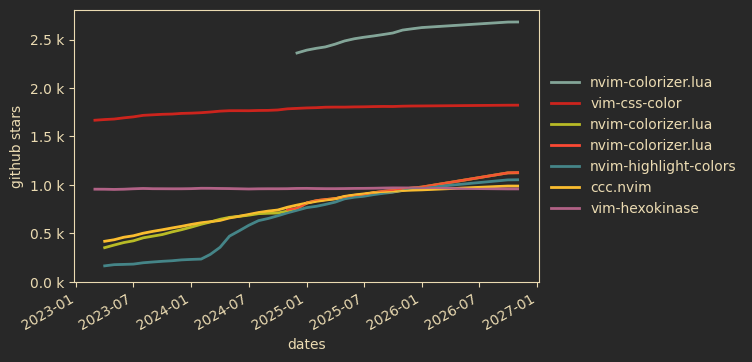 2.5 k
2.0 k
1.5 k
1.0 k
0.5 k
0.0 k
github stars
2023-01
2023-07
2024-01
2024-07
2025-01
2025-07
2026-01
2026-07
2027-01
dates
nvim-colorizer.lua
vim-css-color
nvim-colorizer.lua
nvim-colorizer.lua
nvim-highlight-colors
ccc.nvim
vim-hexokinase